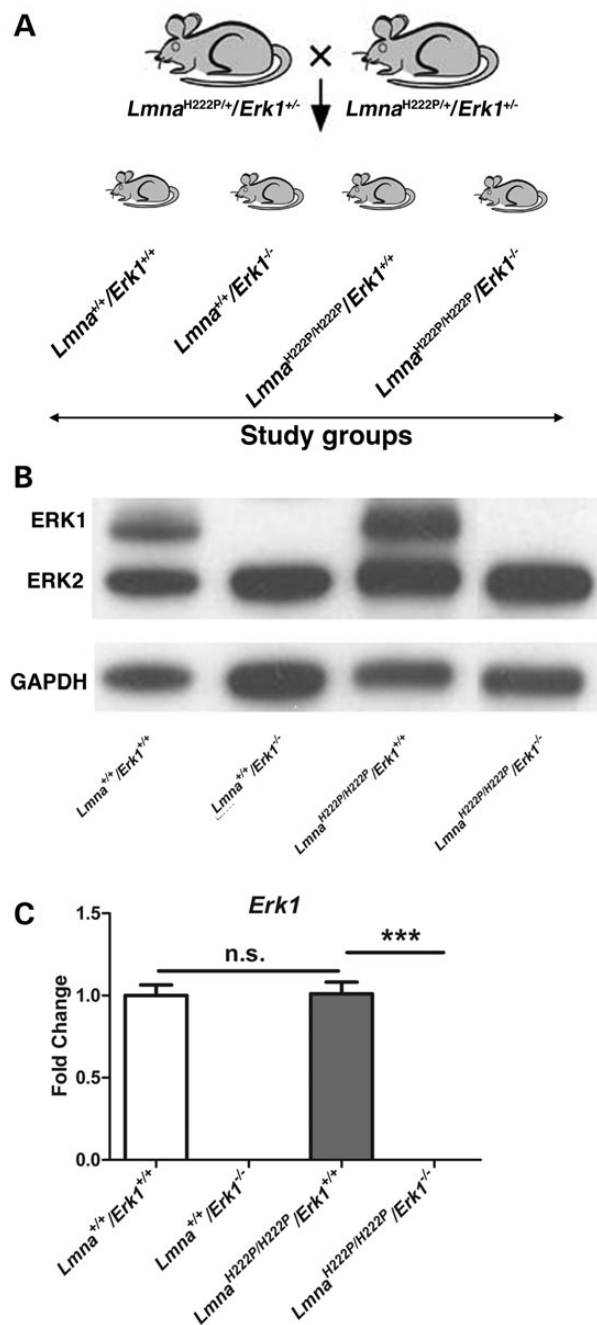 A
×
Lmna^H222P/+/Erk1^+/- Lmna^H222P/+/Erk1^+/-
Lmna^+/+/Erk1^+/+
Lmna^+/+/Erk1^-/-
Lmna^H222P/H222P/Erk1^+/+
Lmna^H222P/H222P/Erk1^-/-
Study groups
B
ERK1
ERK2
GAPDH
Lmna^+/+/Erk1^+/+
Lmna^+/+/Erk1^-/-
Lmna^H222P/H222P/Erk1^+/+
Lmna^H222P/H222P/Erk1^-/-
C
Erk1
Fold Change
1.5
1.0
0.5
0.0
n.s.
***
Lmna^+/+/Erk1^+/+
Lmna^+/+/Erk1^-/-
Lmna^H222P/H222P/Erk1^+/+
Lmna^H222P/H222P/Erk1^-/-